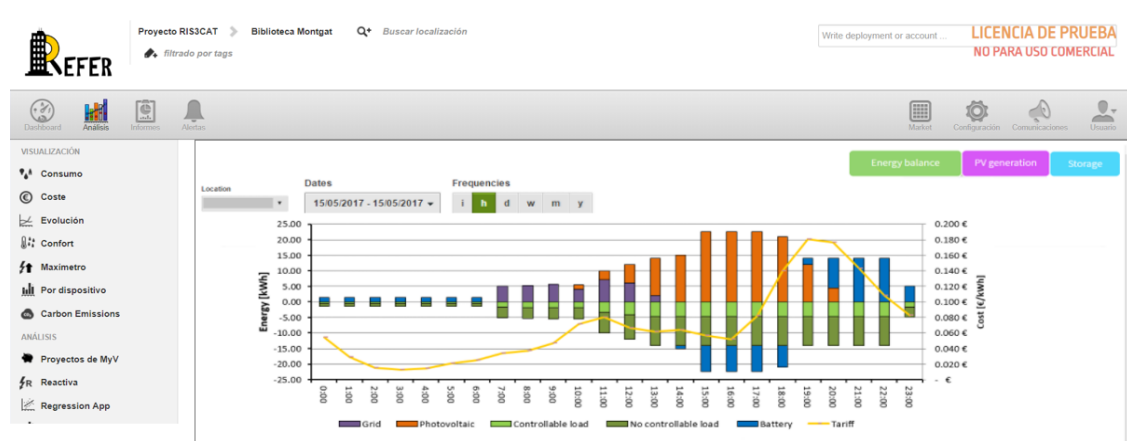 REFER
Proyecto RIS3CAT
Biblioteca Montgat
Buscar localización
filtrado por tags
Write deployment or account ...
LICENCIA DE PRUEBA
NO PARA USO COMERCIAL
Dashboard
Análisis
Informes
Alertas
Market
Configuración
Comunicaciones
Usuario
VISUALIZACIÓN
Consumo
Coste
Evolución
Confort
Maximetro
Por dispositivo
Carbon Emissions
ANÁLISIS
Proyectos de MyV
Reactiva
Regression App
Energy balance
PV generation
Storage
Location
Dates
15/05/2017 - 15/05/2017
Frequencies
i h d w m y
Energy [kWh]
25.00
20.00
15.00
10.00
5.00
0.00
-5.00
-10.00
-15.00
-20.00
-25.00
0.200 €
0.180 €
0.160 €
0.140 €
0.120 €
0.100 €
0.080 €
0.060 €
0.040 €
0.020 €
- €
Cost [€/kWh]
0:00 1:00 2:00 3:00 4:00 5:00 6:00 7:00 8:00 9:00 10:00 11:00 12:00 13:00 14:00 15:00 16:00 17:00 18:00 19:00 20:00 21:00 22:00 23:00
Grid Photovoltaic Controllable load No controllable load Battery Tariff